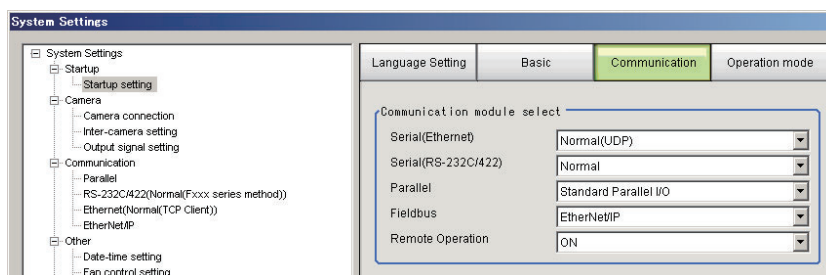 System Settings
System Settings
Startup
Startup setting
Camera
Camera connection
Inter-camera setting
Output signal setting
Communication
Parallel
RS-232C/422(Normal(Fxxx series method))
Ethernet(Normal(TCP Client))
EtherNet/IP
Other
Date-time setting
Fan control setting
Language Setting Basic Communication Operation mode
Communication module select
Serial(Ethernet) Normal(UDP)
Serial(RS-232C/422) Normal
Parallel Standard Parallel I/O
Fieldbus EtherNet/IP
Remote Operation ON